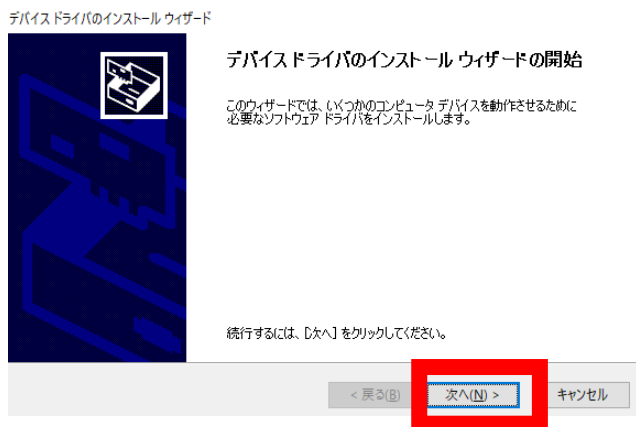 デバイス ドライバのインストール ウィザード
デバイス ドライバのインストール ウィザードの開始
このウィザードでは、いくつかのコンピュータ デバイスを動作させるために
必要なソフトウェア ドライバをインストールします。
続行するには、[次へ] をクリックしてください。
< 戻る(B) 次へ(N) > キャンセル